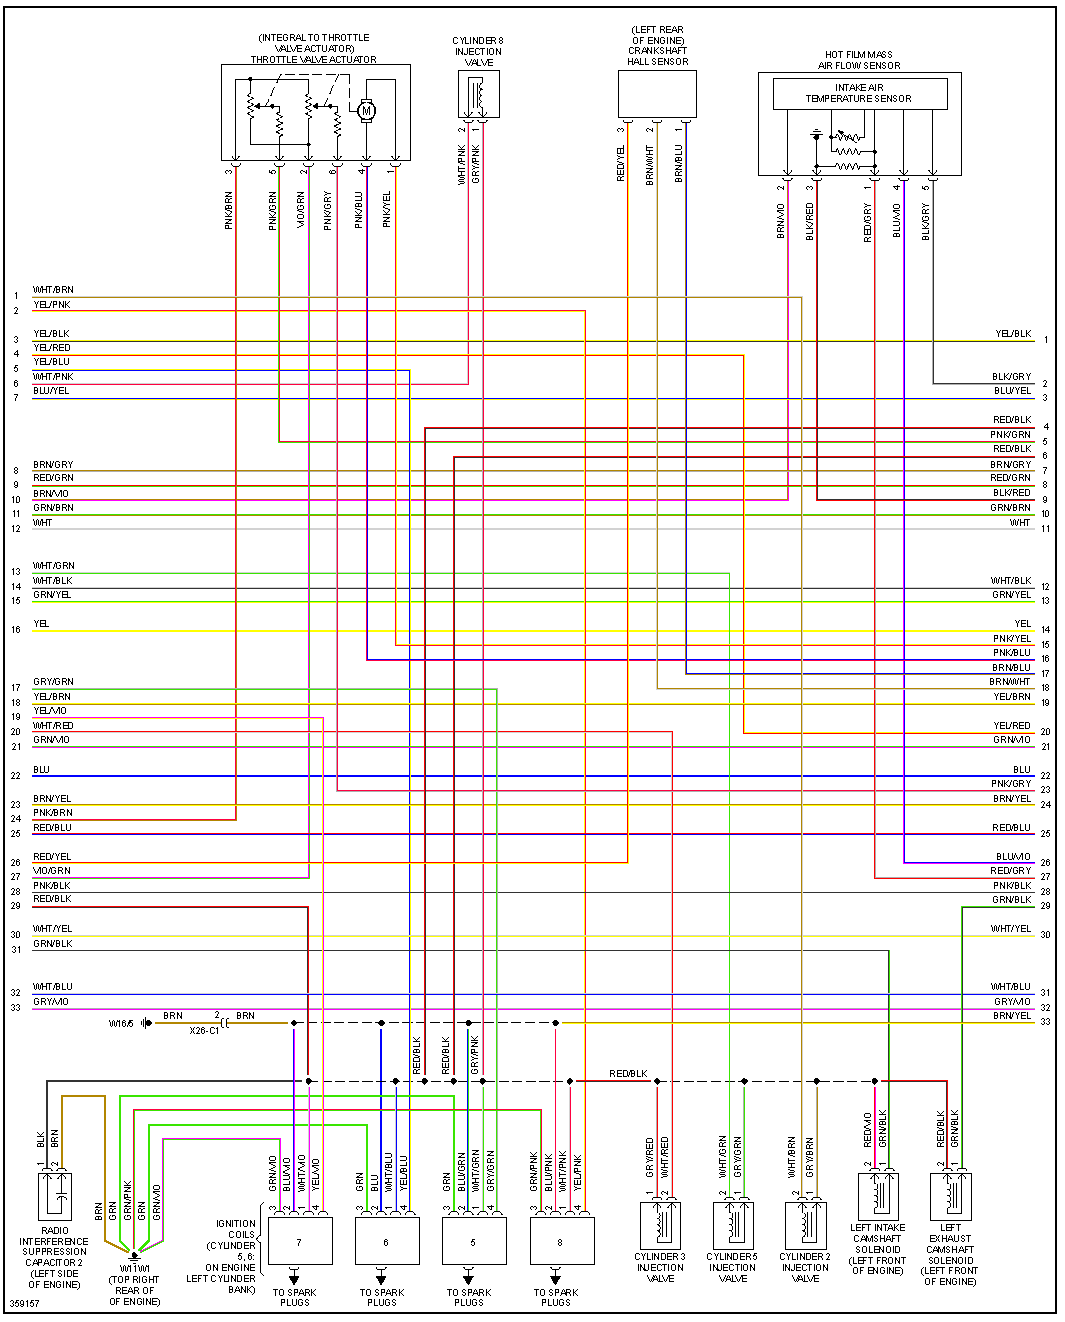 (INTEGRAL TO THROTTLE
VALVE ACTUATOR)
THROTTLE VALVE ACTUATOR
CYLINDER 8
INJECTION
VALVE
(LEFT REAR
OF ENGINE)
CRANKSHAFT
HALL SENSOR
HOT FILM MASS
AIR FLOW SENSOR
INTAKE AIR
TEMPERATURE SENSOR
M
3 5 2 6 4 1
PNK/BRN
PNK/GRN
VIO/GRN
PNK/GRY
PNK/BLU
PNK/YEL
2 1
WHT/PNK
GRY/PNK
3 2 1
RED/YEL
BRN/WHT
BRN/BLU
2 3 1 4 5
BRN/VIO
BLK/RED
RED/GRY
BLU/VIO
BLK/GRY
1 WHT/BRN
2 YEL/PNK
3 YEL/BLK
4 YEL/RED
5 YEL/BLU
6 WHT/PNK
7 BLU/YEL
8 BRN/GRY
9 RED/GRN
10 BRN/VIO
11 GRN/BRN
12 WHT
13 WHT/GRN
14 WHT/BLK
15 GRN/YEL
16 YEL
17 GRY/GRN
18 YEL/BRN
19 YEL/VIO
20 WHT/RED
21 GRN/VIO
22 BLU
23 BRN/YEL
24 PNK/BRN
25 RED/BLU
26 RED/YEL
27 VIO/GRN
28 PNK/BLK
29 RED/BLK
30 WHT/YEL
31 GRN/BLK
32 WHT/BLU
33 GRY/VIO
YEL/BLK 1
BLK/GRY 2
BLU/YEL 3
RED/BLK 4
PNK/GRN 5
RED/BLK 6
BRN/GRY 7
RED/GRN 8
BLK/RED 9
GRN/BRN 10
WHT 11
WHT/BLK 12
GRN/YEL 13
YEL 14
PNK/YEL 15
PNK/BLU 16
BRN/BLU 17
BRN/WHT 18
YEL/BRN 19
YEL/RED 20
GRN/VIO 21
BLU 22
PNK/GRY 23
BRN/YEL 24
RED/BLU 25
BLU/VIO 26
RED/GRY 27
PNK/BLK 28
GRN/BLK 29
WHT/YEL 30
WHT/BLU 31
GRY/VIO 32
BRN/YEL 33
W16/5
BRN 2 BRN
X26-C1
RED/BLK
RED/BLK
GRY/PNK
RED/BLK
BLK
BRN
1 2
BRN
GRN
GRN/PNK
GRN
GRN/VIO
GRN/VIO
BLU/VIO
WHT/VIO
YEL/VIO
3 2 1 4
GRN
BLU
WHT/BLU
YEL/BLU
3 2 1 4
GRN
BLU/GRN
WHT/GRN
GRY/GRN
3 2 1 4
GRN/PNK
BLU/PNK
WHT/PNK
YEL/PNK
3 2 1 4
GRY/RED
WHT/RED
1 2
WHT/GRN
GRY/GRN
2 1
WHT/BRN
GRY/BRN
2 1
RED/VIO
GRN/BLK
2 1
RED/BLK
GRN/BLK
2 1
RADIO
INTERFERENCE
SUPPRESSION
CAPACITOR 2
(LEFT SIDE
OF ENGINE)
W11W1
(TOP RIGHT
REAR OF
OF ENGINE)
IGNITION
COILS
(CYLINDER
5, 6:
ON ENGINE
LEFT CYLINDER
BANK)
7
6
5
8
TO SPARK
PLUGS
TO SPARK
PLUGS
TO SPARK
PLUGS
TO SPARK
PLUGS
CYLINDER 3
INJECTION
VALVE
CYLINDER 5
INJECTION
VALVE
CYLINDER 2
INJECTION
VALVE
LEFT INTAKE
CAMSHAFT
SOLENOID
(LEFT FRONT
OF ENGINE)
LEFT
EXHAUST
CAMSHAFT
SOLENOID
(LEFT FRONT
OF ENGINE)
359157